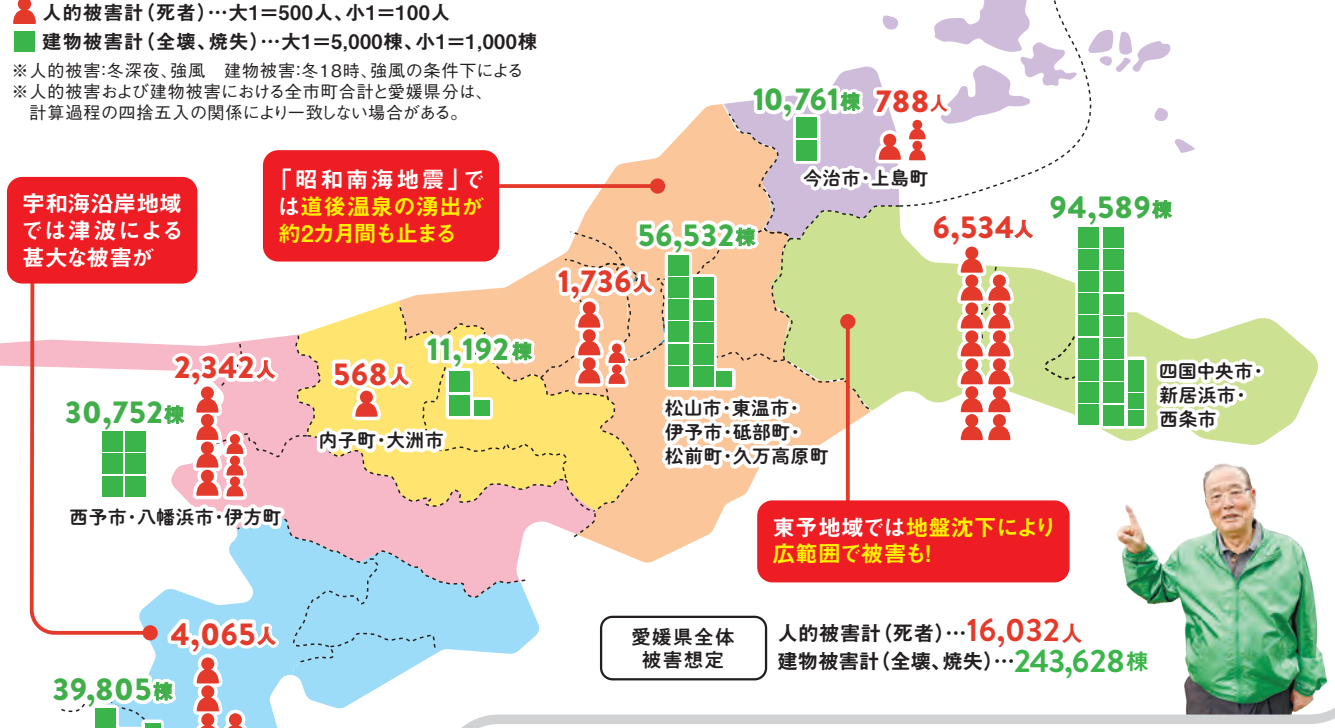 人的被害計(死者)…大1=500人、小1=100人
建物被害計(全壊、焼失)…大1=5,000棟、小1=1,000棟
※人的被害:冬深夜、強風　建物被害:冬18時、強風の条件下による
※人的被害および建物被害における全市町合計と愛媛県分は、
計算過程の四捨五入の関係により一致しない場合がある。
10,761棟
788人
今治市・上島町
「昭和南海地震」で
は道後温泉の湧出が
約2カ月間も止まる
宇和海沿岸地域
では津波による
甚大な被害が
94,589棟
6,534人
四国中央市・
新居浜市・
西条市
56,532棟
1,736人
松山市・東温市・
伊予市・砥部町・
松前町・久万高原町
11,192棟
568人
内子町・大洲市
2,342人
30,752棟
西予市・八幡浜市・伊方町
東予地域では地盤沈下により
広範囲で被害も!
4,065人
39,805棟
愛媛県全体
被害想定
人的被害計(死者)…16,032人
建物被害計(全壊、焼失)…243,628棟